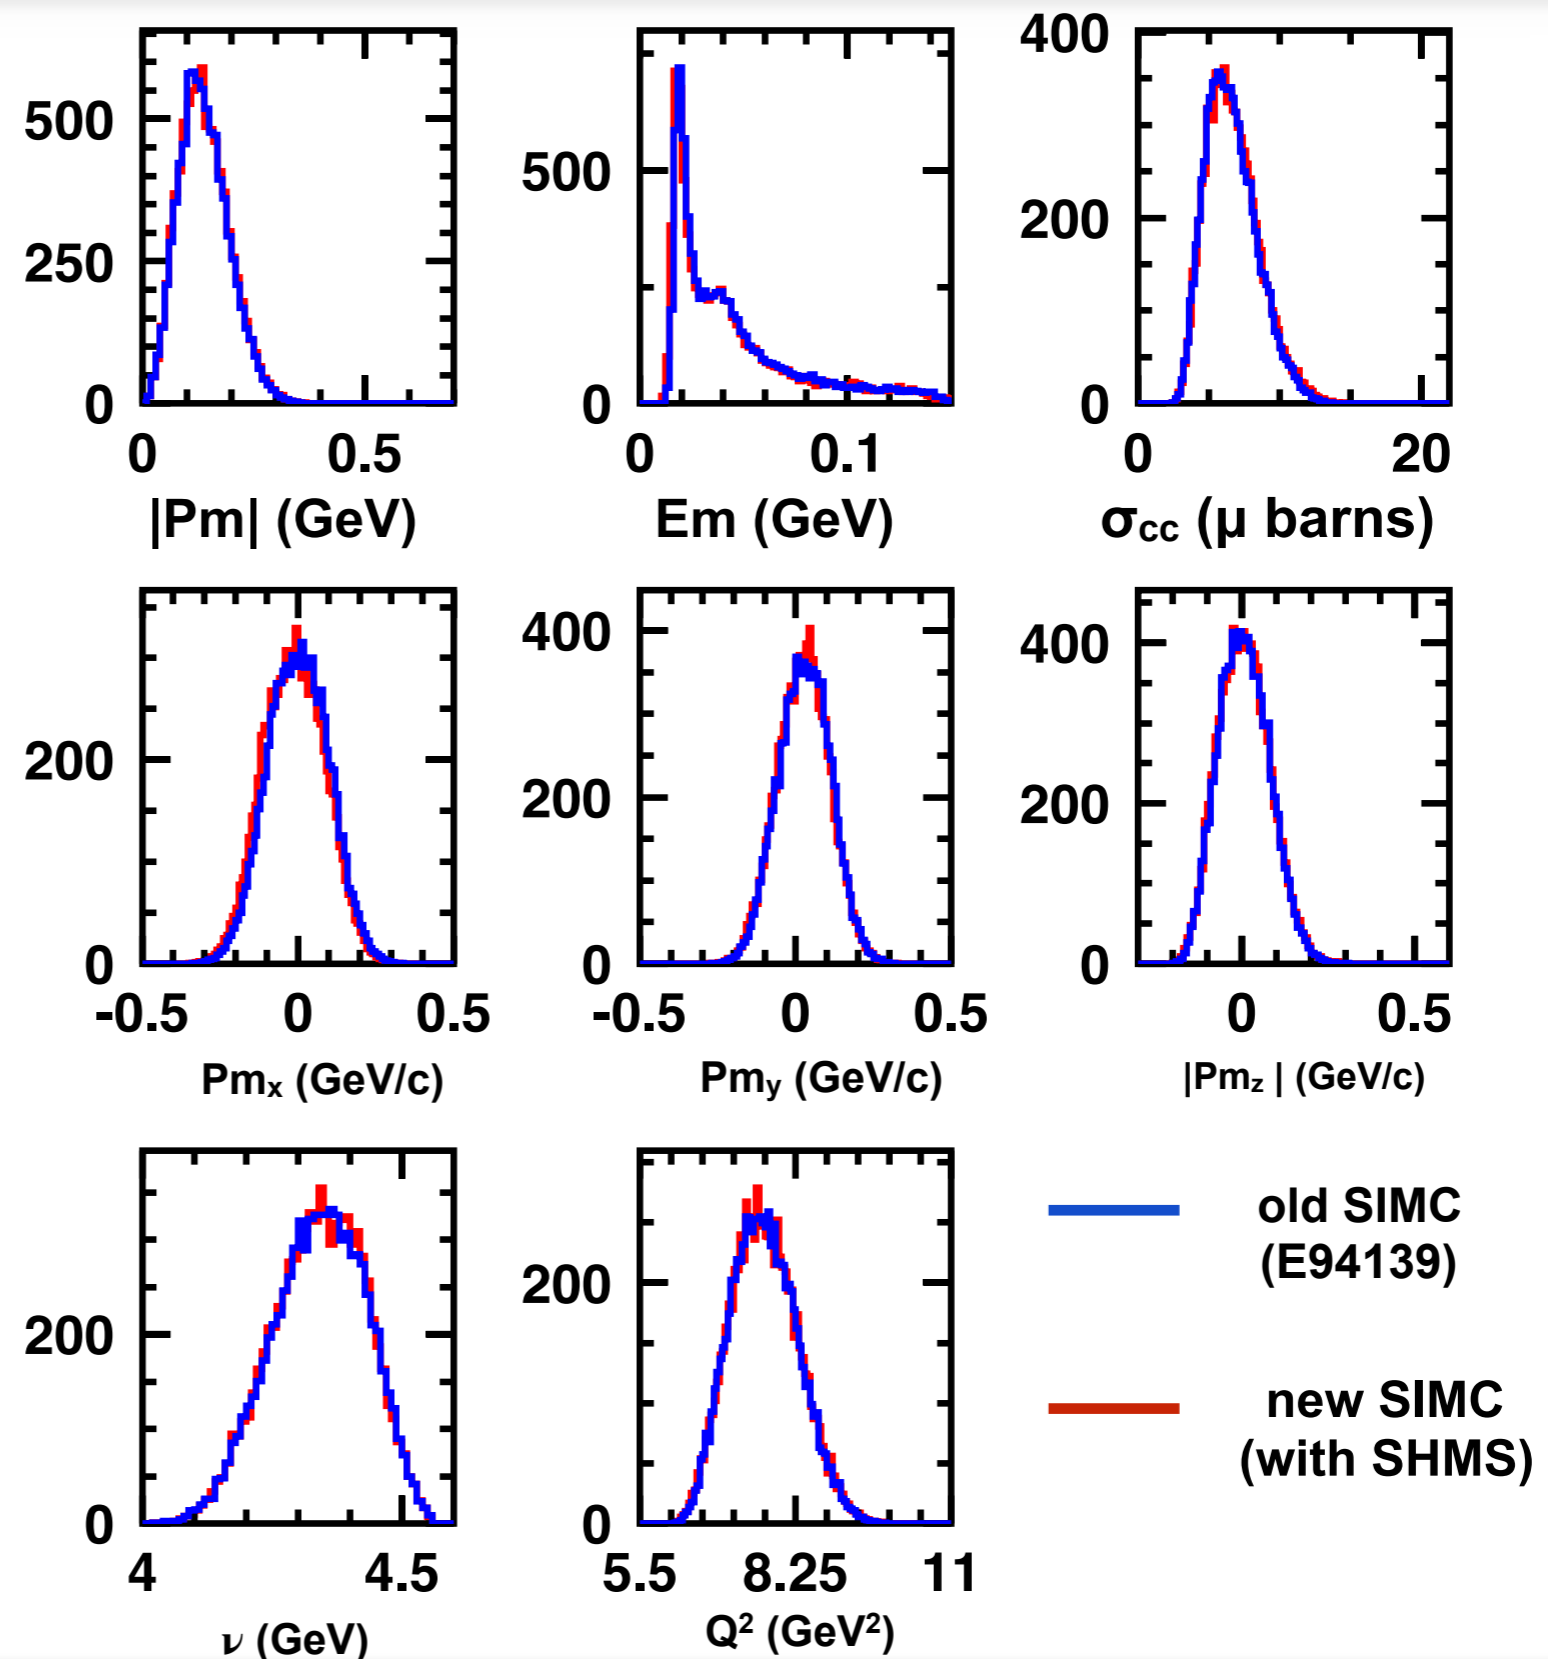 500
250
0
0 0.5
|Pm| (GeV)
500
0
0 0.1
Em (GeV)
400
200
0
0 20
σcc (μ barns)
200
0
-0.5 0 0.5
Pmx (GeV/c)
400
200
0
-0.5 0 0.5
Pmy (GeV/c)
400
200
0
0 0.5
|Pmz | (GeV/c)
200
0
4 4.5
ν (GeV)
200
0
5.5 8.25 11
Q² (GeV²)
old SIMC
(E94139)
new SIMC
(with SHMS)